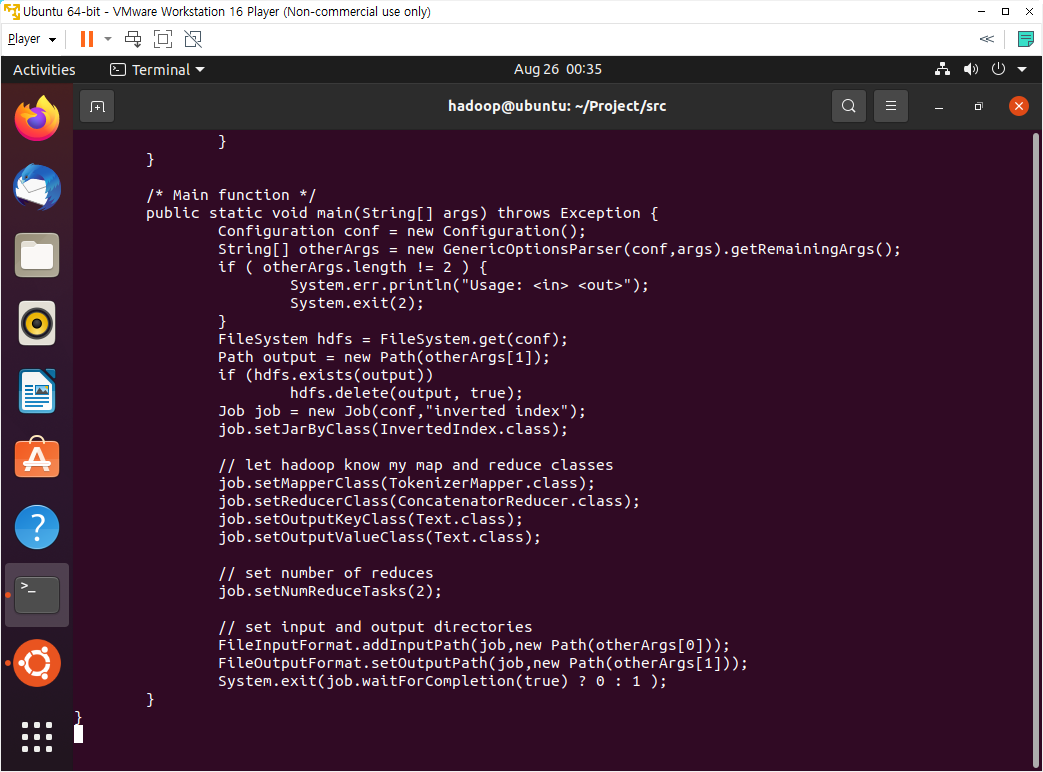 Ubuntu 64-bit - VMware Workstation 16 Player (Non-commercial use only)
Player
Activities
Terminal
Aug 26 00:35
hadoop@ubuntu: ~/Project/src
}
}
/* Main function */
public static void main(String[] args) throws Exception {
Configuration conf = new Configuration();
String[] otherArgs = new GenericOptionsParser(conf,args).getRemainingArgs();
if ( otherArgs.length != 2 ) {
System.err.println("Usage: <in> <out>");
System.exit(2);
}
FileSystem hdfs = FileSystem.get(conf);
Path output = new Path(otherArgs[1]);
if (hdfs.exists(output))
hdfs.delete(output, true);
Job job = new Job(conf,"inverted index");
job.setJarByClass(InvertedIndex.class);
// let hadoop know my map and reduce classes
job.setMapperClass(TokenizerMapper.class);
job.setReducerClass(ConcatenatorReducer.class);
job.setOutputKeyClass(Text.class);
job.setOutputValueClass(Text.class);
// set number of reduces
job.setNumReduceTasks(2);
// set input and output directories
FileInputFormat.addInputPath(job,new Path(otherArgs[0]));
FileOutputFormat.setOutputPath(job,new Path(otherArgs[1]));
System.exit(job.waitForCompletion(true) ? 0 : 1 );
}
}